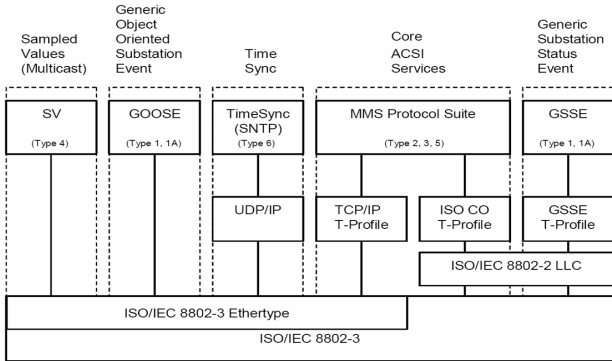 Sampled
Values
(Multicast)
Generic
Object
Oriented
Substation
Event
Time
Sync
Core
ACSI
Services
Generic
Substation
Status
Event
SV
(Type 4)
GOOSE
(Type 1, 1A)
TimeSync
(SNTP)
(Type 6)
MMS Protocol Suite
(Type 2, 3, 5)
GSSE
(Type 1, 1A)
UDP/IP
TCP/IP
T-Profile
ISO CO
T-Profile
GSSE
T-Profile
ISO/IEC 8802-2 LLC
ISO/IEC 8802-3 Ethertype
ISO/IEC 8802-3